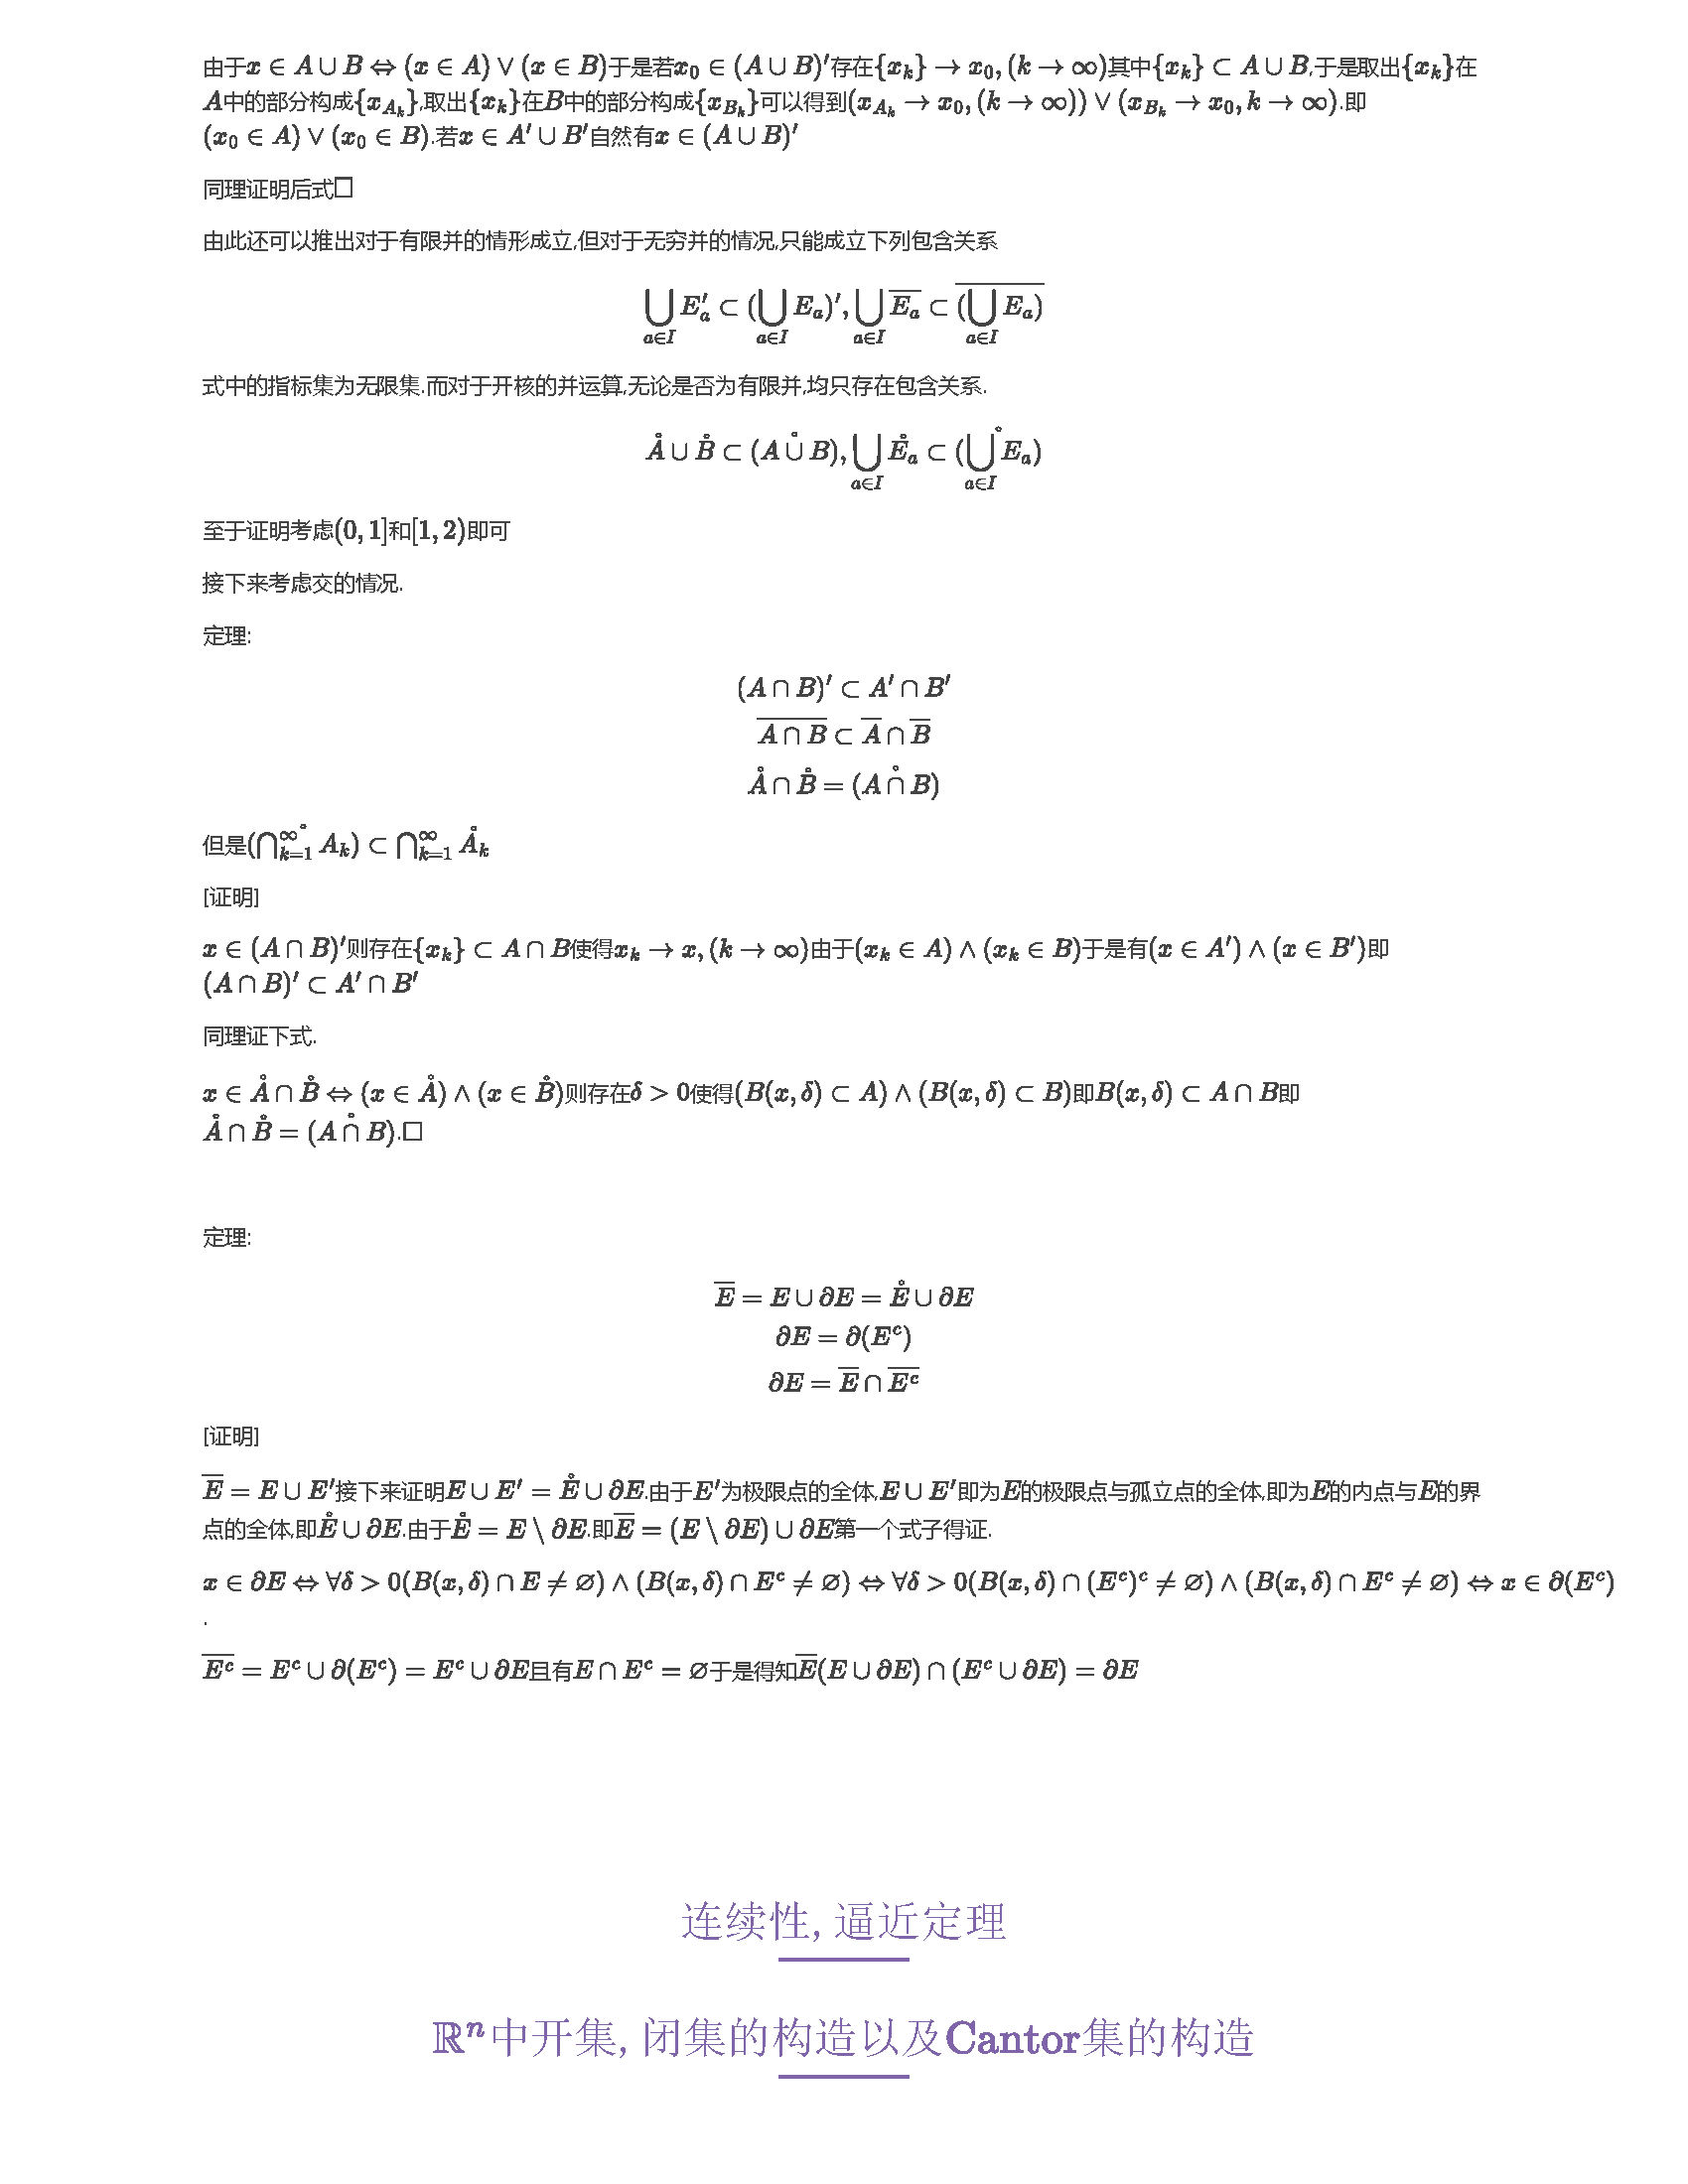 由于$x \in A \cup B \Leftrightarrow (x \in A) \vee (x \in B)$于是若$x_0 \in (A \cup B)'$存在$\{x_k\} \to x_0, (k \to \infty)$其中$\{x_k\} \subset A \cup B$,于是取出$\{x_k\}$在
$A$中的部分构成$\{x_{A_k}\}$,取出$\{x_k\}$在$B$中的部分构成$\{x_{B_k}\}$可以得到$(x_{A_k} \to x_0, (k \to \infty)) \vee (x_{B_k} \to x_0, k \to \infty)$.即
$(x_0 \in A) \vee (x_0 \in B)$.若$x \in A' \cup B'$自然有$x \in (A \cup B)'$
同理证明后式□
由此还可以推出对于有限并的情形成立,但对于无穷并的情况,只能成立下列包含关系
$\bigcup_{a \in I} E_a' \subset (\bigcup_{a \in I} E_a)', \bigcup_{a \in I} \overline{E_a} \subset \overline{(\bigcup_{a \in I} E_a)}$
式中的指标集为无限集.而对于开核的并运算,无论是否为有限并,均只存在包含关系.
$\mathring{A} \cup \mathring{B} \subset (A \mathring{\cup} B), \bigcup_{a \in I} \mathring{E}_a \subset (\mathring{\bigcup_{a \in I}} E_a)$
至于证明考虑$(0, 1]$和$[1, 2)$即可
接下来考虑交的情况.
定理:
$(A \cap B)' \subset A' \cap B'$
$\overline{A \cap B} \subset \overline{A} \cap \overline{B}$
$\mathring{A} \cap \mathring{B} = (A \mathring{\cap} B)$
但是$(\mathring{\bigcap_{k=1}^{\infty}} A_k) \subset \bigcap_{k=1}^{\infty} \mathring{A_k}$
[证明]
$x \in (A \cap B)'$则存在$\{x_k\} \subset A \cap B$使得$x_k \to x, (k \to \infty)$由于$(x_k \in A) \wedge (x_k \in B)$于是有$(x \in A') \wedge (x \in B')$即
$(A \cap B)' \subset A' \cap B'$
同理证下式.
$x \in \mathring{A} \cap \mathring{B} \Leftrightarrow (x \in \mathring{A}) \wedge (x \in \mathring{B})$则存在$\delta > 0$使得$(B(x, \delta) \subset A) \wedge (B(x, \delta) \subset B)$即$B(x, \delta) \subset A \cap B$即
$\mathring{A} \cap \mathring{B} = (A \mathring{\cap} B)$.□
定理:
$\overline{E} = E \cup \partial E = \mathring{E} \cup \partial E$
$\partial E = \partial (E^c)$
$\partial E = \overline{E} \cap \overline{E^c}$
[证明]
$\overline{E} = E \cup E'$接下来证明$E \cup E' = \mathring{E} \cup \partial E$.由于$E'$为极限点的全体,$E \cup E'$即为$E$的极限点与孤立点的全体,即为$E$的内点与$E$的界
点的全体,即$\mathring{E} \cup \partial E$.由于$\mathring{E} = E \setminus \partial E$.即$\overline{E} = (E \setminus \partial E) \cup \partial E$第一个式子得证.
$x \in \partial E \Leftrightarrow \forall \delta > 0 (B(x, \delta) \cap E \neq \varnothing) \wedge (B(x, \delta) \cap E^c \neq \varnothing) \Leftrightarrow \forall \delta > 0 (B(x, \delta) \cap (E^c)^c \neq \varnothing) \wedge (B(x, \delta) \cap E^c \neq \varnothing) \Leftrightarrow x \in \partial (E^c)$
.
$\overline{E^c} = E^c \cup \partial (E^c) = E^c \cup \partial E$且有$E \cap E^c = \varnothing$于是得知$\overline{E}(E \cup \partial E) \cap (E^c \cup \partial E) = \partial E$
连续性, 逼近定理
$\mathbb{R}^n$中开集, 闭集的构造以及Cantor集的构造